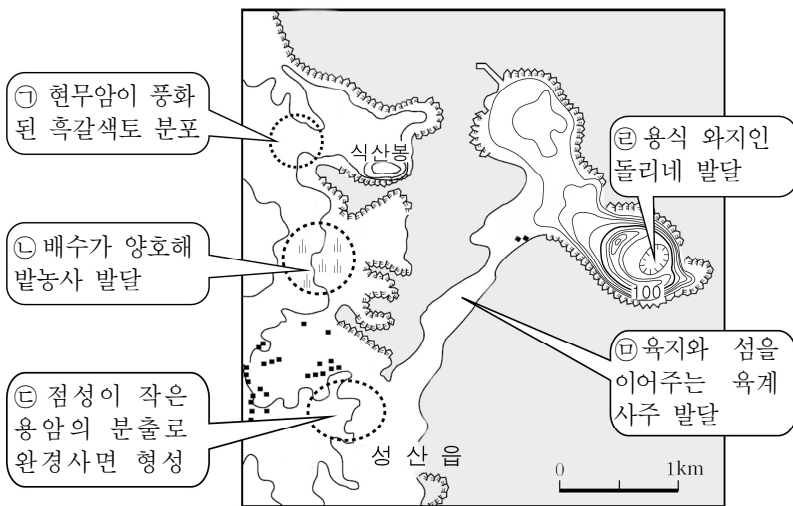 ㉠ 현무암이 풍화
된 흑갈색토 분포
식산봉
㉣ 용식 와지인
돌리네 발달
㉡ 배수가 양호해
밭농사 발달
100
㉤ 육지와 섬을
이어주는 육계
사주 발달
㉢ 점성이 작은
용암의 분출로
완경사면 형성
성산읍
0 1km